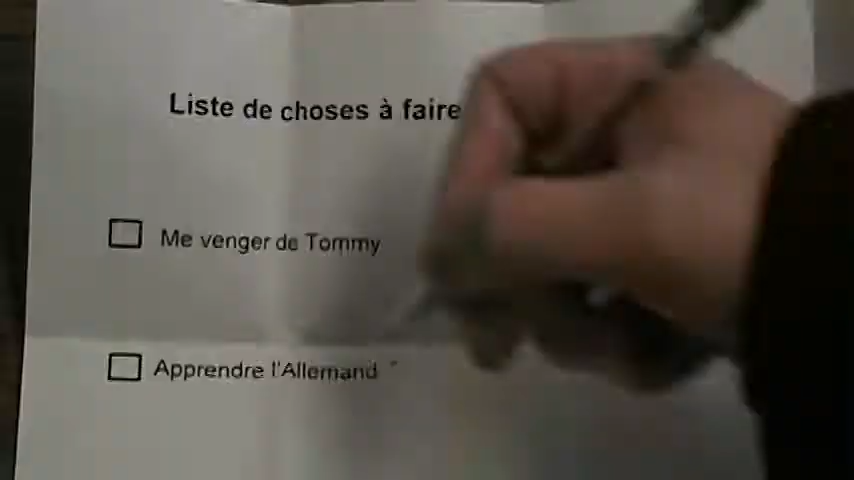 Liste de choses à faire
Me venger de Tommy
Apprendre l'Allemand